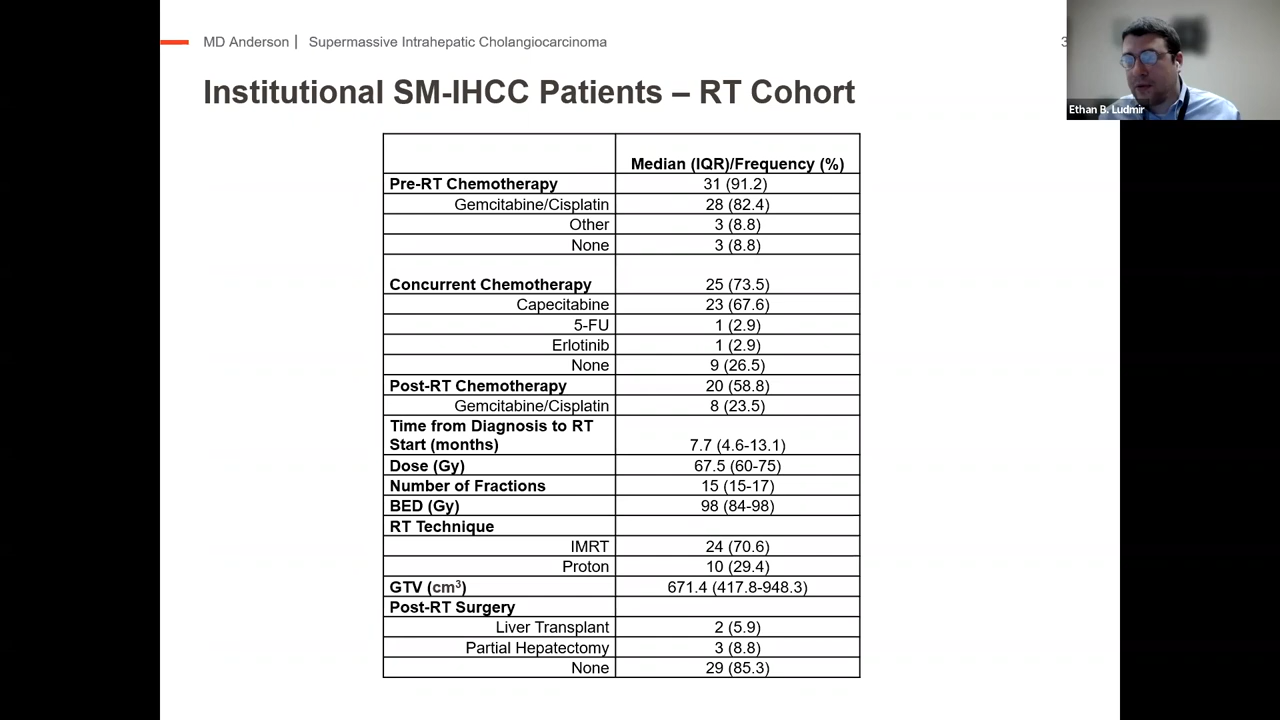 MD Anderson | Supermassive Intrahepatic Cholangiocarcinoma
3
Ethan B. Ludmir
Institutional SM-IHCC Patients – RT Cohort
Median (IQR)/Frequency (%)
Pre-RT Chemotherapy 31 (91.2)
Gemcitabine/Cisplatin 28 (82.4)
Other 3 (8.8)
None 3 (8.8)
Concurrent Chemotherapy 25 (73.5)
Capecitabine 23 (67.6)
5-FU 1 (2.9)
Erlotinib 1 (2.9)
None 9 (26.5)
Post-RT Chemotherapy 20 (58.8)
Gemcitabine/Cisplatin 8 (23.5)
Time from Diagnosis to RT
Start (months) 7.7 (4.6-13.1)
Dose (Gy) 67.5 (60-75)
Number of Fractions 15 (15-17)
BED (Gy) 98 (84-98)
RT Technique
IMRT 24 (70.6)
Proton 10 (29.4)
GTV (cm³) 671.4 (417.8-948.3)
Post-RT Surgery
Liver Transplant 2 (5.9)
Partial Hepatectomy 3 (8.8)
None 29 (85.3)